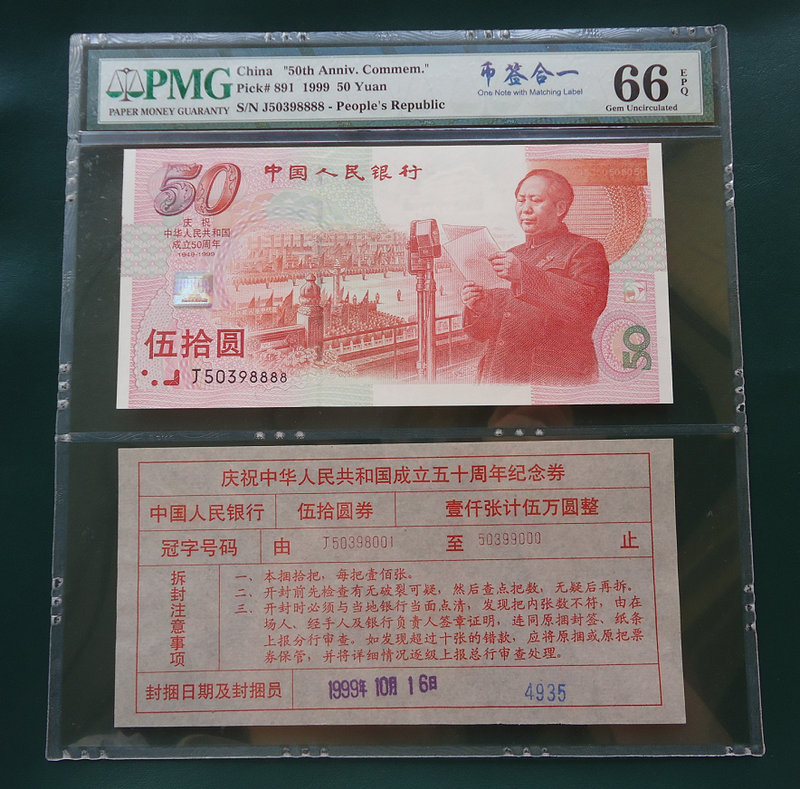 PMG
PAPER MONEY GUARANTY
China "50th Anniv. Commem."
Pick# 891 1999 50 Yuan
S/N J50398888 - People's Republic
币签合一
One Note with Matching Label
66
EPQ
Gem Uncirculated
50
中国人民银行
庆祝
中华人民共和国
成立50周年
1949-1999
伍拾圆
J50398888
50
庆祝中华人民共和国成立五十周年纪念券
中国人民银行 伍拾圆券 壹仟张计伍万圆整
冠字号码 由 J50398001 至 50399000 止
拆封注意事项
一、本捆拾把，每把壹佰张。
二、开封前先检查有无破裂可疑，然后查点把数，无疑后再拆。
三、开封时必须与当地银行当面点清，发现把内张数不符，由在
场人、经手人及银行负责人签章证明，连同原捆封签、纸条
上报分行审查。如发现超过十张的错款，应将原捆或原把票
券保管，并将详细情况逐级上报总行审查处理。
封捆日期及封捆员 1999年10月16日 4935